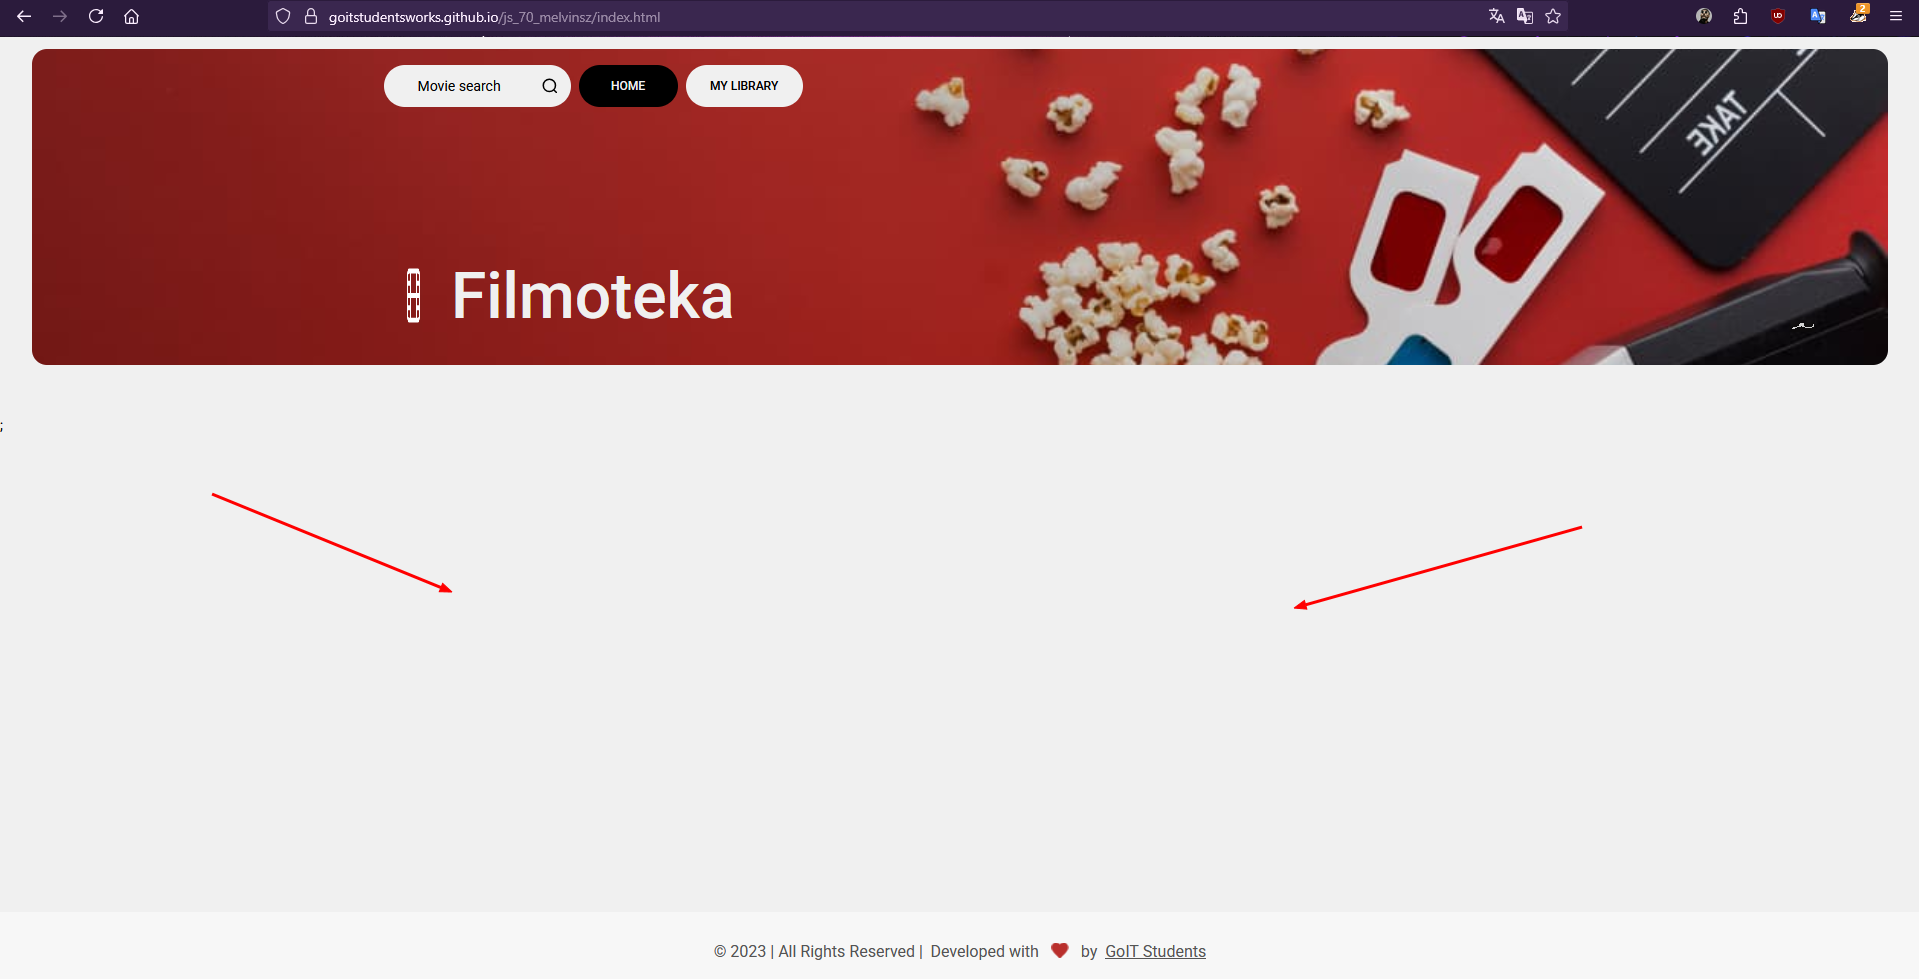 goitstudentsworks.github.io/js_70_melvinsz/index.html
2
Movie search
HOME
MY LIBRARY
TAKE
Filmoteka
;
© 2023 | All Rights Reserved | Developed with by GoIT Students